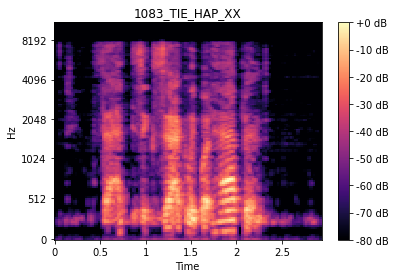 1083_TIE_HAP_XX
+0 dB
8192
-10 dB
4096
-20 dB
-30 dB
2048
Hz
-40 dB
1024
-50 dB
512
-60 dB
-70 dB
0
-80 dB
0 0.5 1 1.5 2 2.5
Time